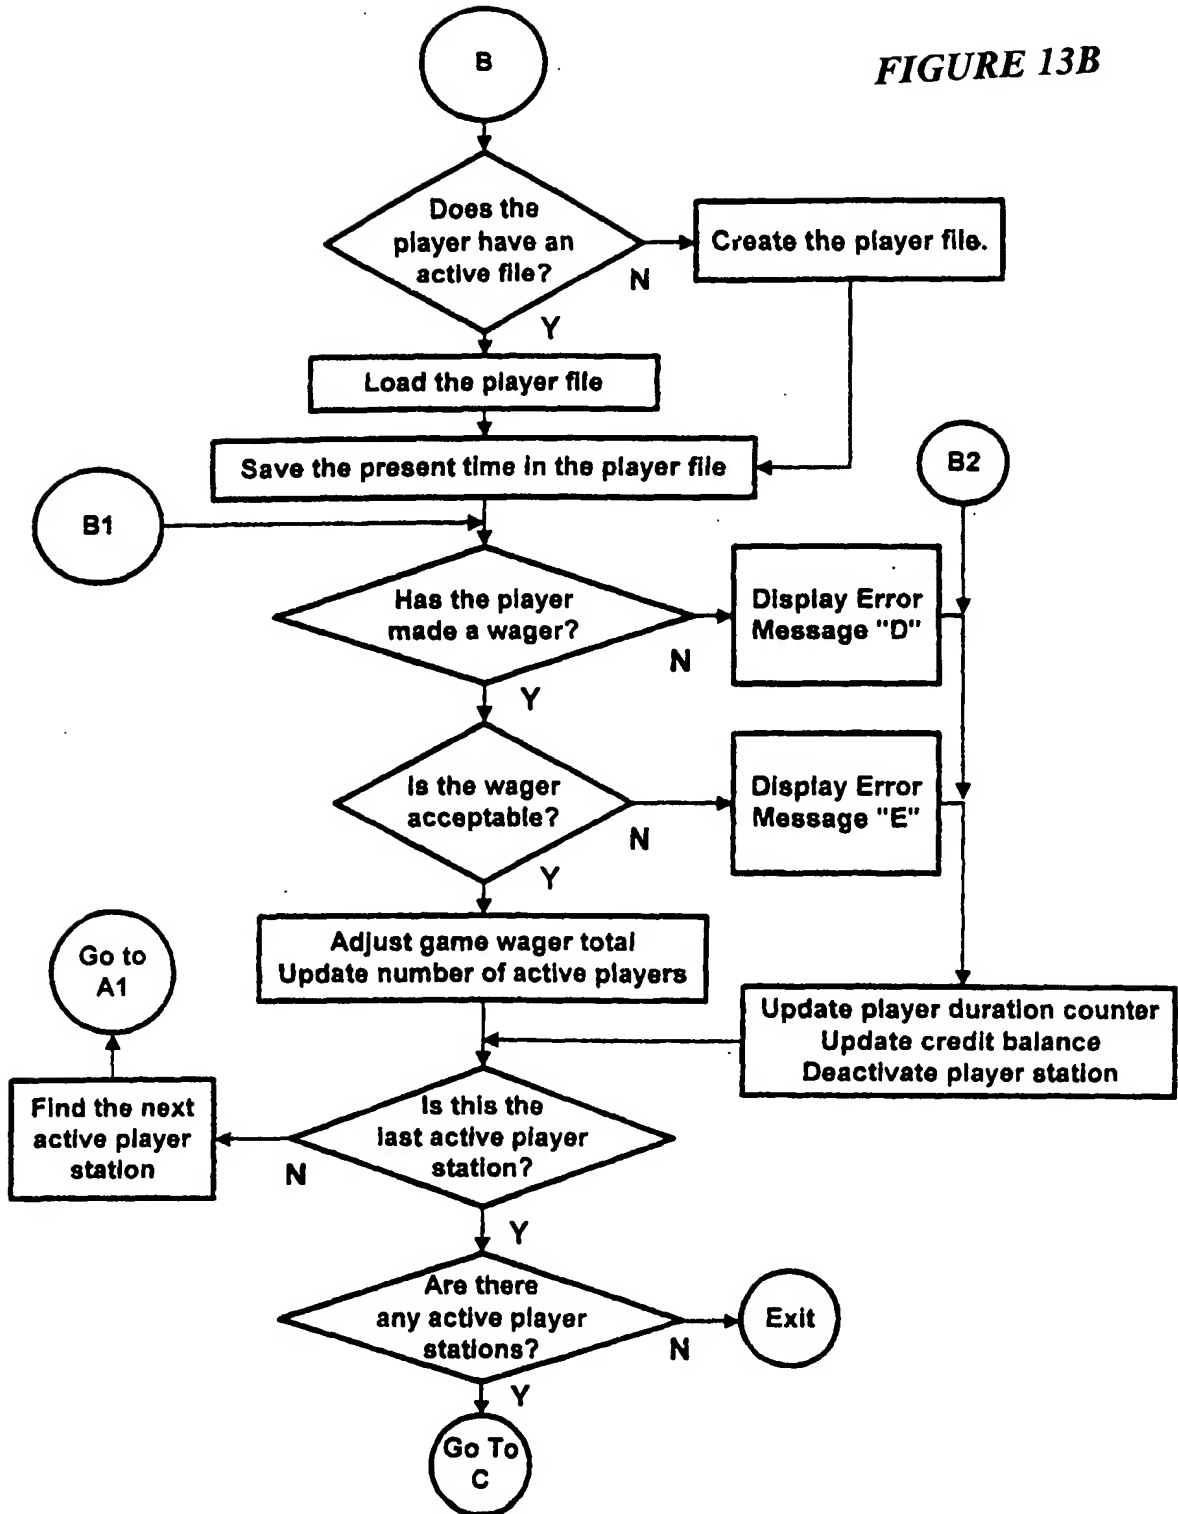 FIGURE 13B
B
Does the
player have an
active file?
N
Create the player file.
Y
Load the player file
Save the present time in the player file
B1
B2
Has the player
made a wager?
N
Display Error
Message "D"
Y
Is the wager
acceptable?
N
Display Error
Message "E"
Y
Adjust game wager total
Update number of active players
Go to
A1
Update player duration counter
Update credit balance
Deactivate player station
Find the next
active player
station
Is this the
last active player
station?
N
Y
Are there
any active player
stations?
N
Exit
Y
Go To
C